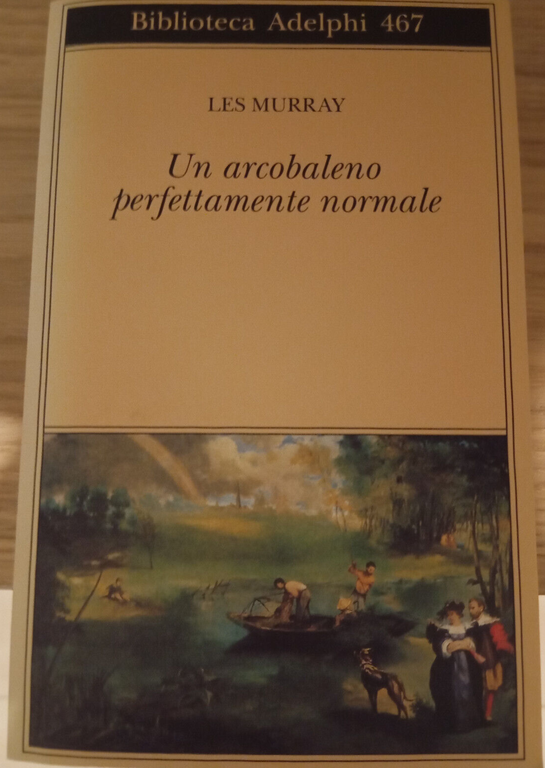 Biblioteca Adelphi 467
LES MURRAY
Un arcobaleno
perfettamente normale